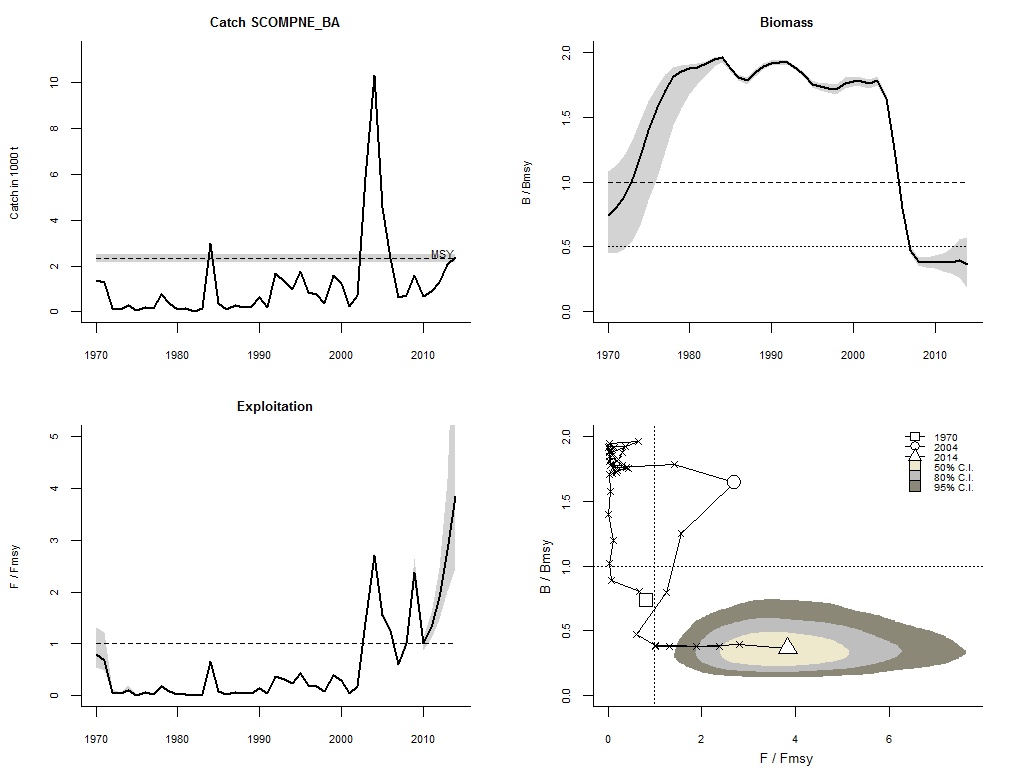 Catch SCOMPNE_BA
Catch in 1000 t
0 2 4 6 8 10
MSY
1970 1980 1990 2000 2010
Biomass
B / Bmsy
0.0 0.5 1.0 1.5 2.0
1970 1980 1990 2000 2010
Exploitation
F / Fmsy
0 1 2 3 4 5
1970 1980 1990 2000 2010
B / Bmsy
0.0 0.5 1.0 1.5 2.0
1970
2004
2014
50% C.I.
80% C.I.
95% C.I.
0 2 4 6
F / Fmsy